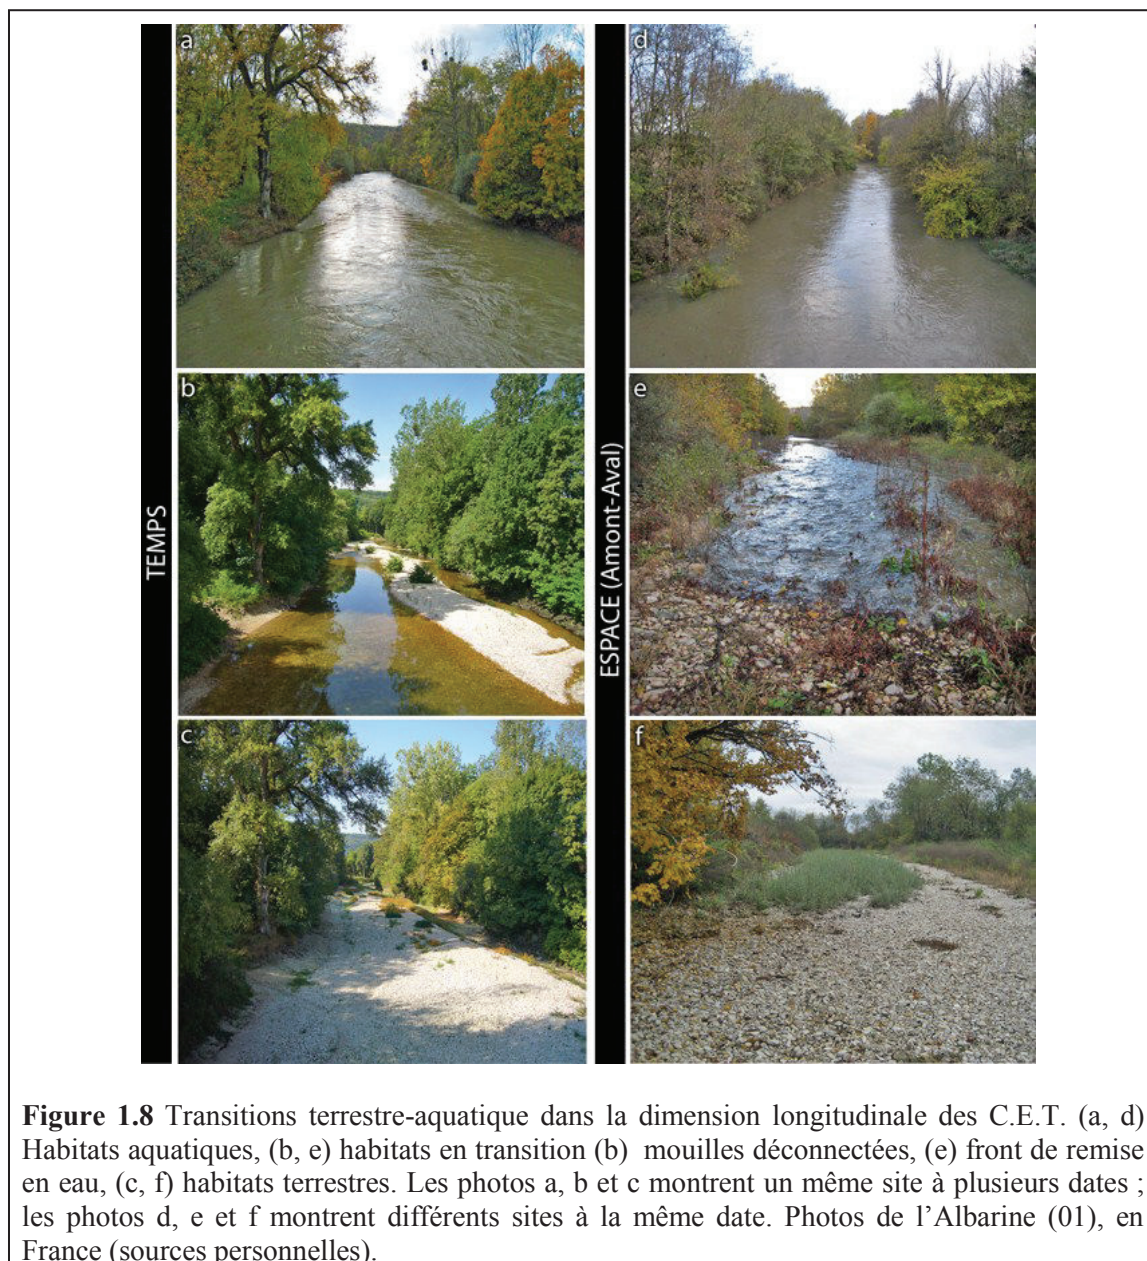 a
d
b
e
c
f
TEMPS
ESPACE (Amont-Aval)
Figure 1.8 Transitions terrestre-aquatique dans la dimension longitudinale des C.E.T. (a, d)
Habitats aquatiques, (b, e) habitats en transition (b) mouilles déconnectées, (e) front de remise
en eau, (c, f) habitats terrestres. Les photos a, b et c montrent un même site à plusieurs dates ;
les photos d, e et f montrent différents sites à la même date. Photos de l'Albarine (01), en
France (sources personnelles).